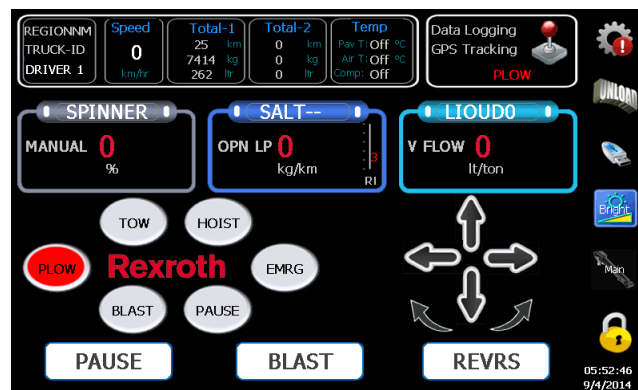 REGIONNM
TRUCK-ID
DRIVER 1
Speed
0
km/hr
Total-1
25 km
7414 kg
262 ltr
Total-2
0 km
0 kg
0 ltr
Temp
Pav T: Off °C
Air T: Off °C
Comp: Off
Data Logging
GPS Tracking
PLOW
UNLOAD
SPINNER
MANUAL 0
%
SALT--
OPN LP 0
kg/km
3
RI
LIOUD0
V FLOW 0
lt/ton
Bright
TOW
HOIST
PLOW
Rexroth
EMRG
BLAST
PAUSE
Main
PAUSE
BLAST
REVRS
05:52:46
9/4/2014